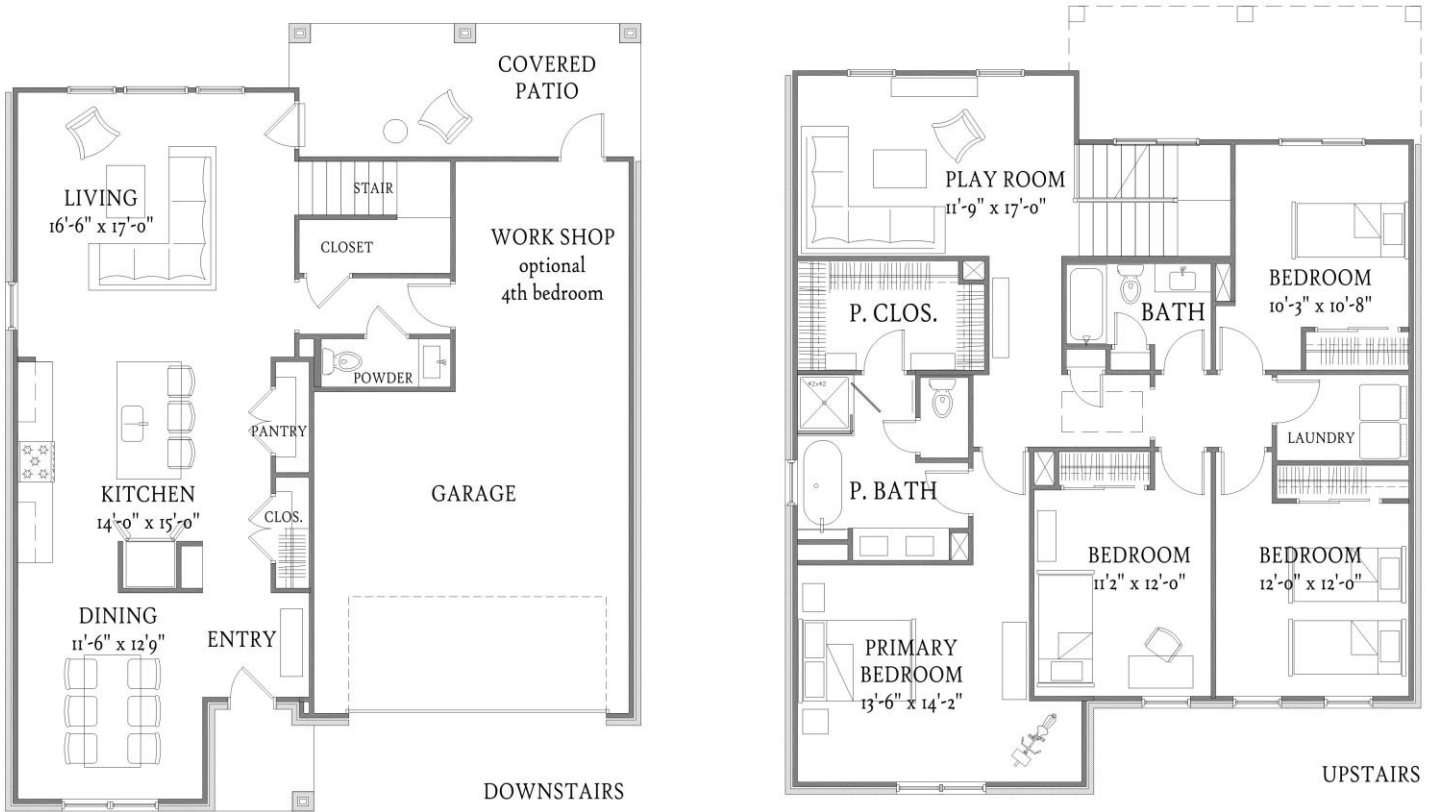 COVERED
PATIO
LIVING
16'-6" x 17'-0"
STAIR
CLOSET
WORK SHOP
optional
4th bedroom
POWDER
PANTRY
KITCHEN
14'-0" x 15'-0"
CLOS.
GARAGE
DINING
11'-6" x 12'9"
ENTRY
DOWNSTAIRS
PLAY ROOM
11'-9" x 17'-0"
P. CLOS.
BATH
BEDROOM
10'-3" x 10'-8"
42x42
LAUNDRY
P. BATH
BEDROOM
11'2" x 12'-0"
BEDROOM
12'-0" x 12'-0"
PRIMARY
BEDROOM
13'-6" x 14'-2"
UPSTAIRS